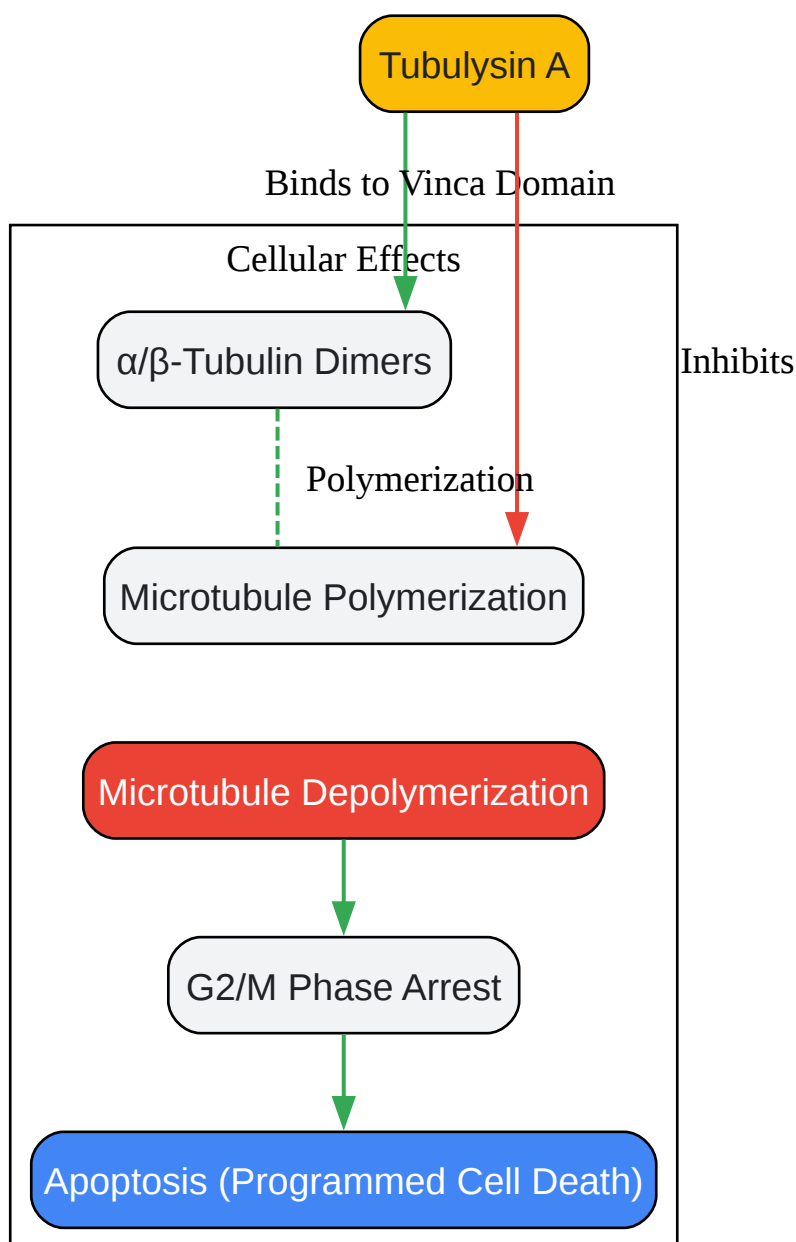 Tubulysin A
Binds to Vinca Domain
Cellular Effects
α/β-Tubulin Dimers
Inhibits
Polymerization
Microtubule Polymerization
Microtubule Depolymerization
G2/M Phase Arrest
Apoptosis (Programmed Cell Death)